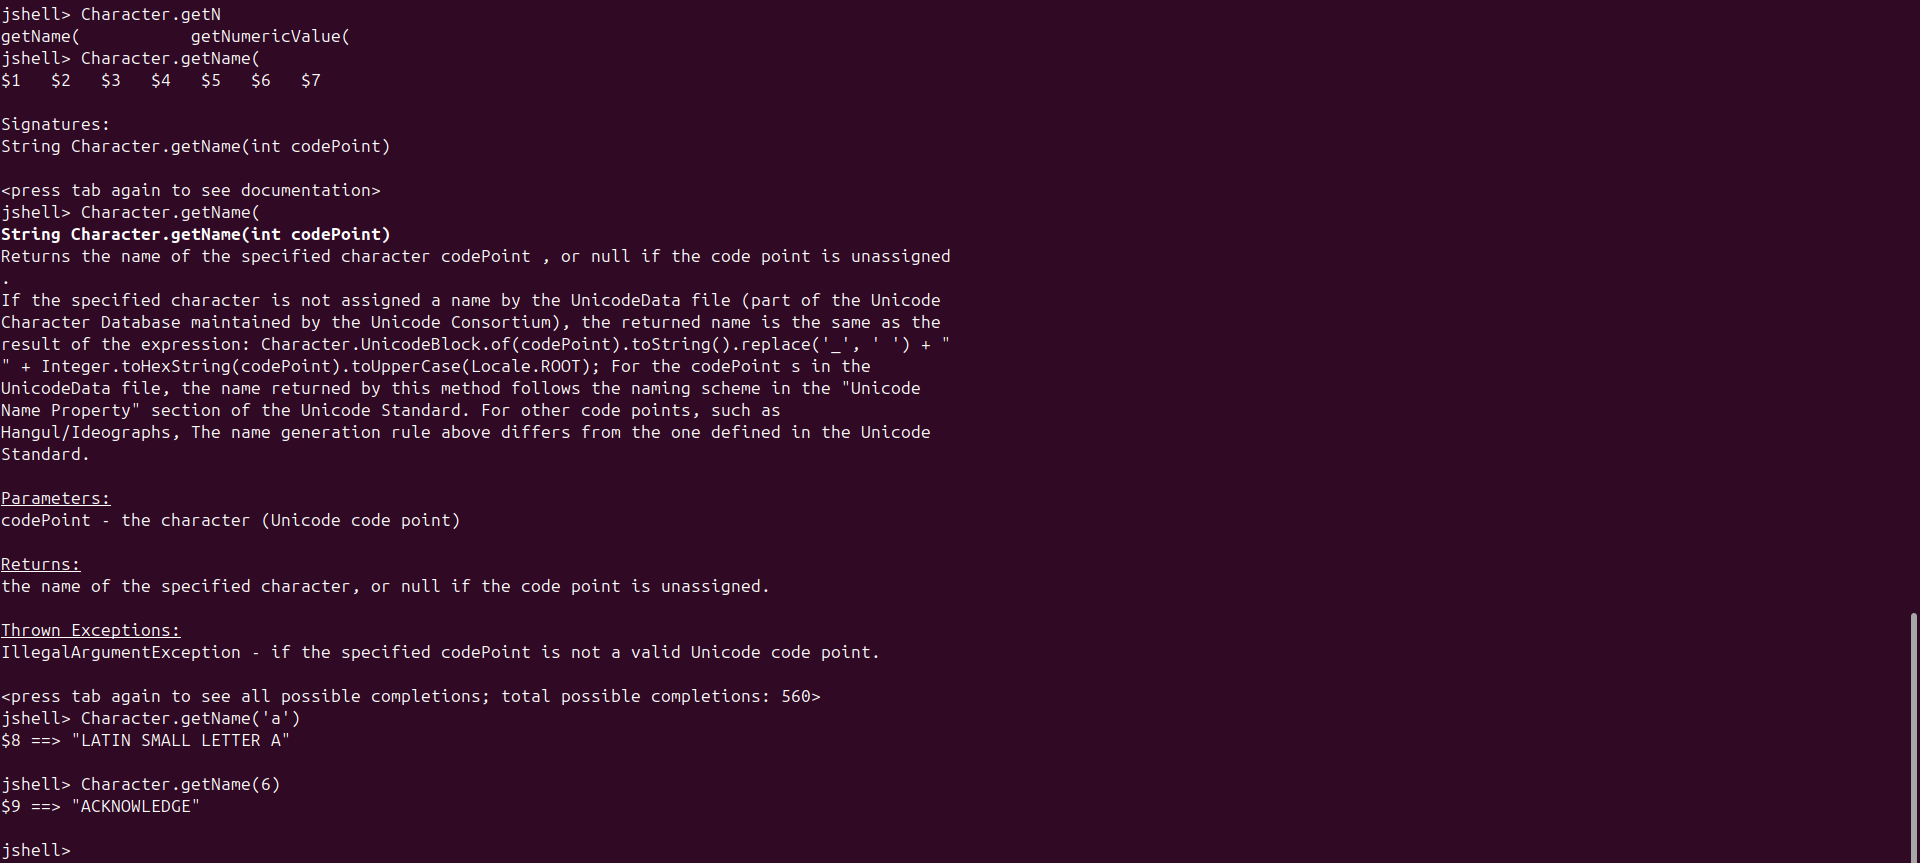 jshell> Character.getN
getName(           getNumericValue(
jshell> Character.getName(
$1   $2   $3   $4   $5   $6   $7
Signatures:
String Character.getName(int codePoint)
<press tab again to see documentation>
jshell> Character.getName(
String Character.getName(int codePoint)
Returns the name of the specified character codePoint , or null if the code point is unassigned
.
If the specified character is not assigned a name by the UnicodeData file (part of the Unicode
Character Database maintained by the Unicode Consortium), the returned name is the same as the
result of the expression: Character.UnicodeBlock.of(codePoint).toString().replace('_', ' ') + "
" + Integer.toHexString(codePoint).toUpperCase(Locale.ROOT); For the codePoint s in the
UnicodeData file, the name returned by this method follows the naming scheme in the "Unicode
Name Property" section of the Unicode Standard. For other code points, such as
Hangul/Ideographs, The name generation rule above differs from the one defined in the Unicode
Standard.
Parameters:
codePoint - the character (Unicode code point)
Returns:
the name of the specified character, or null if the code point is unassigned.
Thrown Exceptions:
IllegalArgumentException - if the specified codePoint is not a valid Unicode code point.
<press tab again to see all possible completions; total possible completions: 560>
jshell> Character.getName('a')
$8 ==> "LATIN SMALL LETTER A"
jshell> Character.getName(6)
$9 ==> "ACKNOWLEDGE"
jshell>